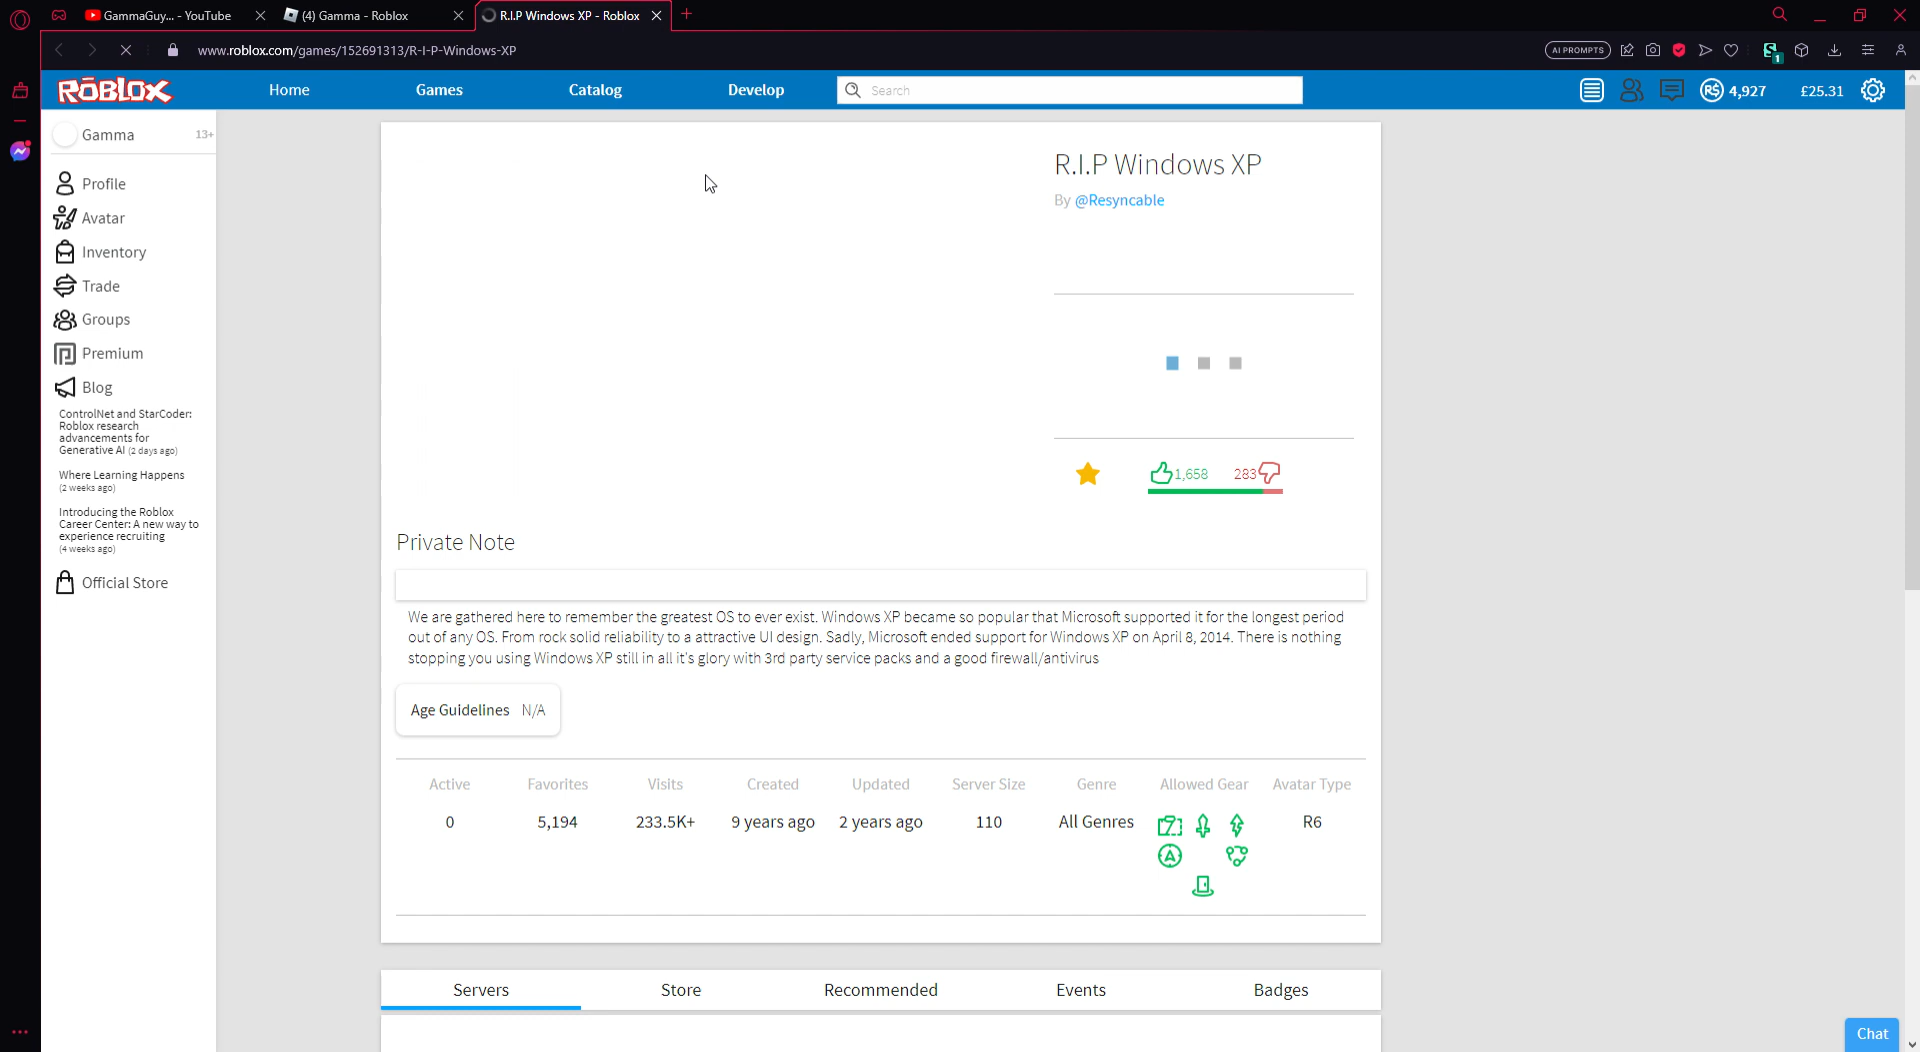 GammaGuy... - YouTube
(4) Gamma - Roblox
R.I.P Windows XP - Roblox
www.roblox.com/games/152691313/R-I-P-Windows-XP
AI PROMPTS
1
ROBLOX
Home
Games
Catalog
Develop
Search
R$ 4,927
£25.31
Gamma
13+
Profile
Avatar
Inventory
Trade
Groups
Premium
Blog
ControlNet and StarCoder:
Roblox research
advancements for
Generative AI (2 days ago)
Where Learning Happens
(2 weeks ago)
Introducing the Roblox
Career Center: A new way to
experience recruiting
(4 weeks ago)
Official Store
R.I.P Windows XP
By @Resyncable
1,658
283
Private Note
We are gathered here to remember the greatest OS to ever exist. Windows XP became so popular that Microsoft supported it for the longest period
out of any OS. From rock solid reliability to a attractive UI design. Sadly, Microsoft ended support for Windows XP on April 8, 2014. There is nothing
stopping you using Windows XP still in all it's glory with 3rd party service packs and a good firewall/antivirus
Age Guidelines N/A
Active Favorites Visits Created Updated Server Size Genre Allowed Gear Avatar Type
0 5,194 233.5K+ 9 years ago 2 years ago 110 All Genres R6
Servers
Store
Recommended
Events
Badges
Chat